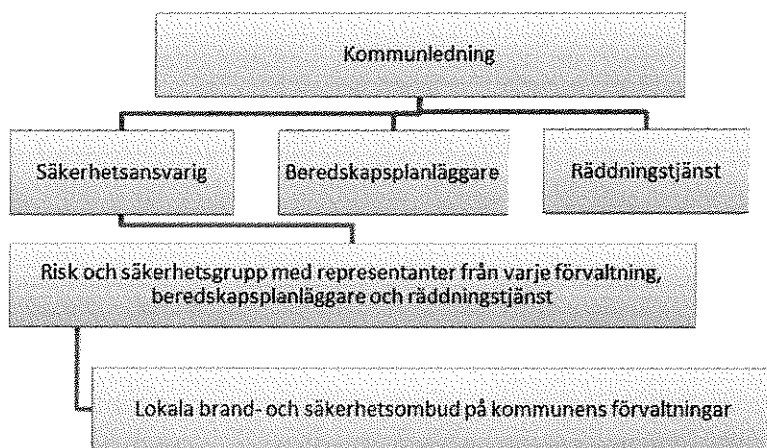 Kommunledning
Säkerhetsansvarig
Beredskapsplanläggare
Räddningstjänst
Risk och säkerhetsgrupp med representanter från varje förvaltning,
beredskapsplanläggare och räddningstjänst
Lokala brand- och säkerhetsombud på kommunens förvaltningar